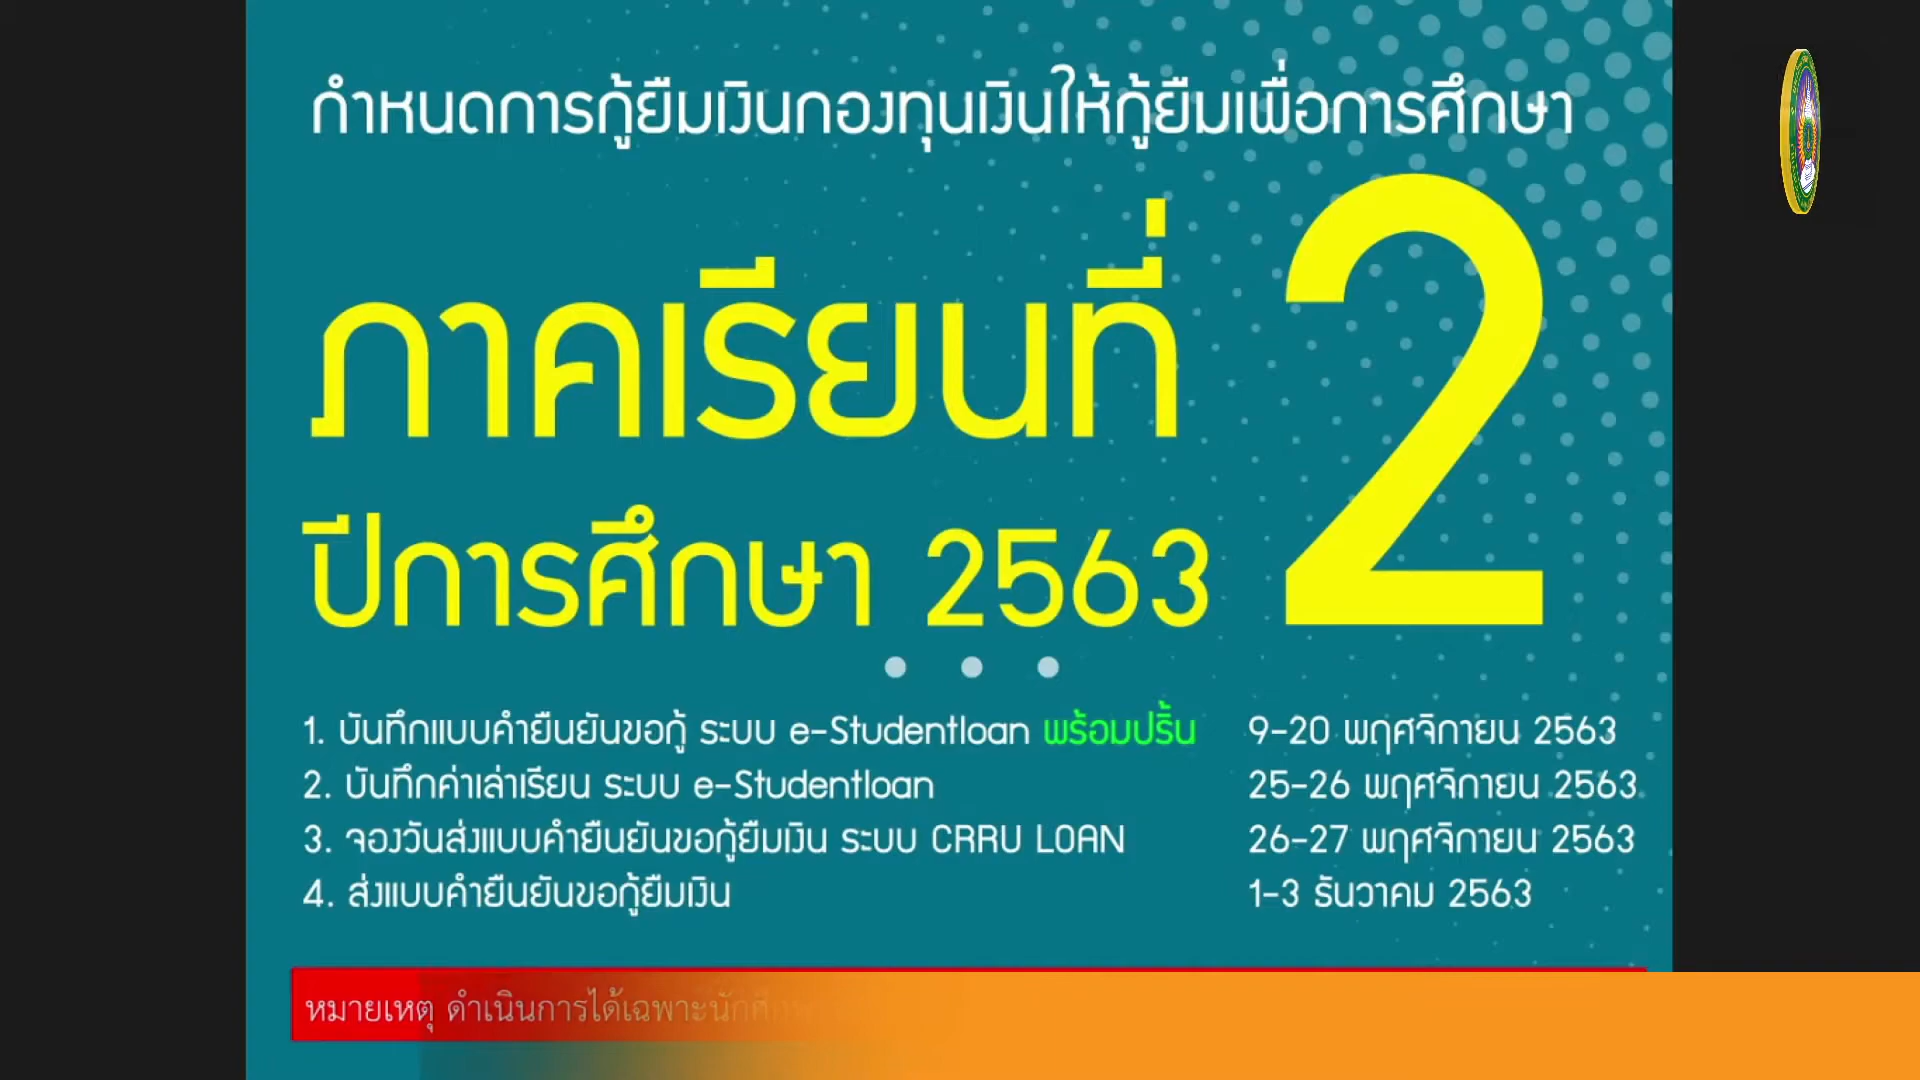 กำหนดการกู้ยืมเงินกองทุนเงินให้กู้ยืมเพื่อการศึกษา
ภาคเรียนที่ 2
ปีการศึกษา 2563
1. บันทึกแบบคำยืนยันขอกู้ ระบบ e-Studentloan พร้อมปริ้น 9-20 พฤศจิกายน 2563
2. บันทึกค่าเล่าเรียน ระบบ e-Studentloan 25-26 พฤศจิกายน 2563
3. จองวันส่งแบบคำยืนยันขอกู้ยืมเงิน ระบบ CRRU LOAN 26-27 พฤศจิกายน 2563
4. ส่งแบบคำยืนยันขอกู้ยืมเงิน 1-3 ธันวาคม 2563
หมายเหตุ ดำเนินการได้เฉพาะนักศึกษา